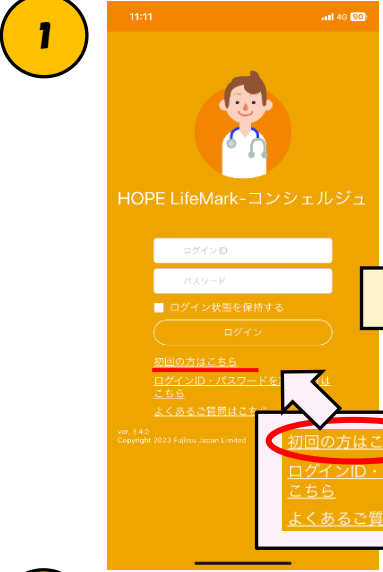 1
11:11
4G 90
HOPE LifeMark-コンシェルジュ
ログインID
パスワード
ログイン状態を保持する
ログイン
初回の方はこちら
ログインID・パスワードを
は
こちら
よくあるご質問はこち
ver. 3.4.0
Copyright 2023 Fujitsu Japan Limited
初回の方はこ
ログインID・
こちら
よくあるご質